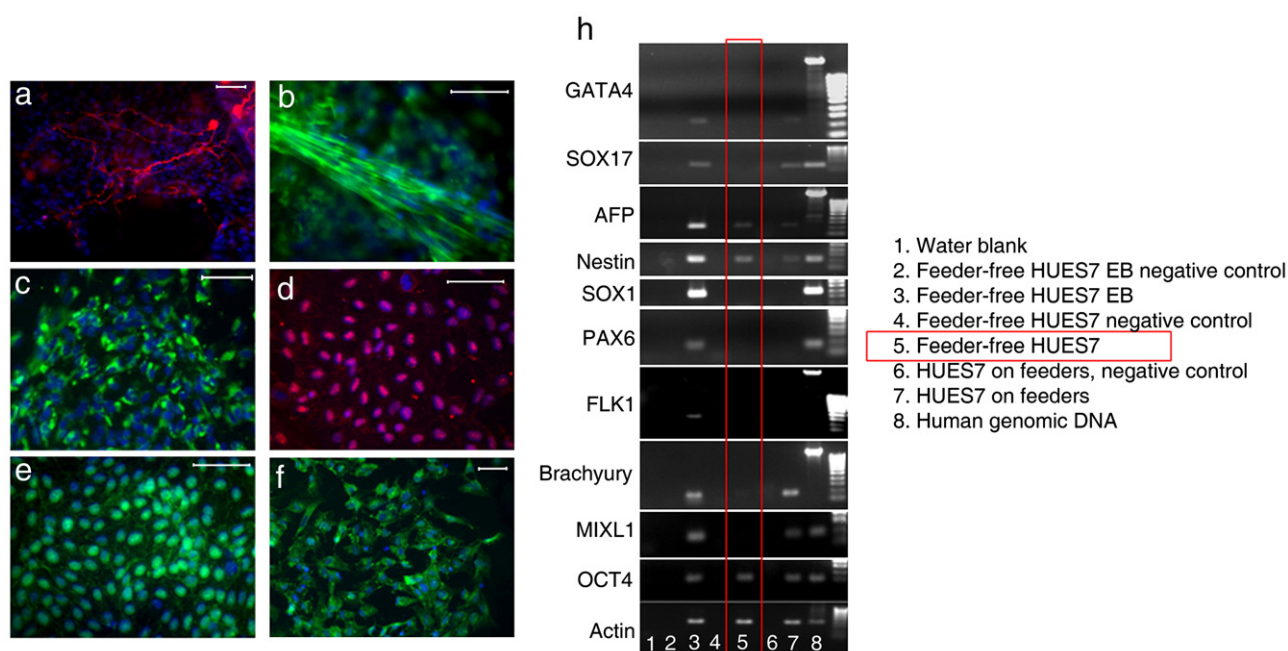 a
b
c
d
e
f
h
GATA4
SOX17
AFP
Nestin
SOX1
PAX6
FLK1
Brachyury
MIXL1
OCT4
Actin
1 2 3 4 5 6 7 8
1. Water blank
2. Feeder-free HUES7 EB negative control
3. Feeder-free HUES7 EB
4. Feeder-free HUES7 negative control
5. Feeder-free HUES7
6. HUES7 on feeders, negative control
7. HUES7 on feeders
8. Human genomic DNA